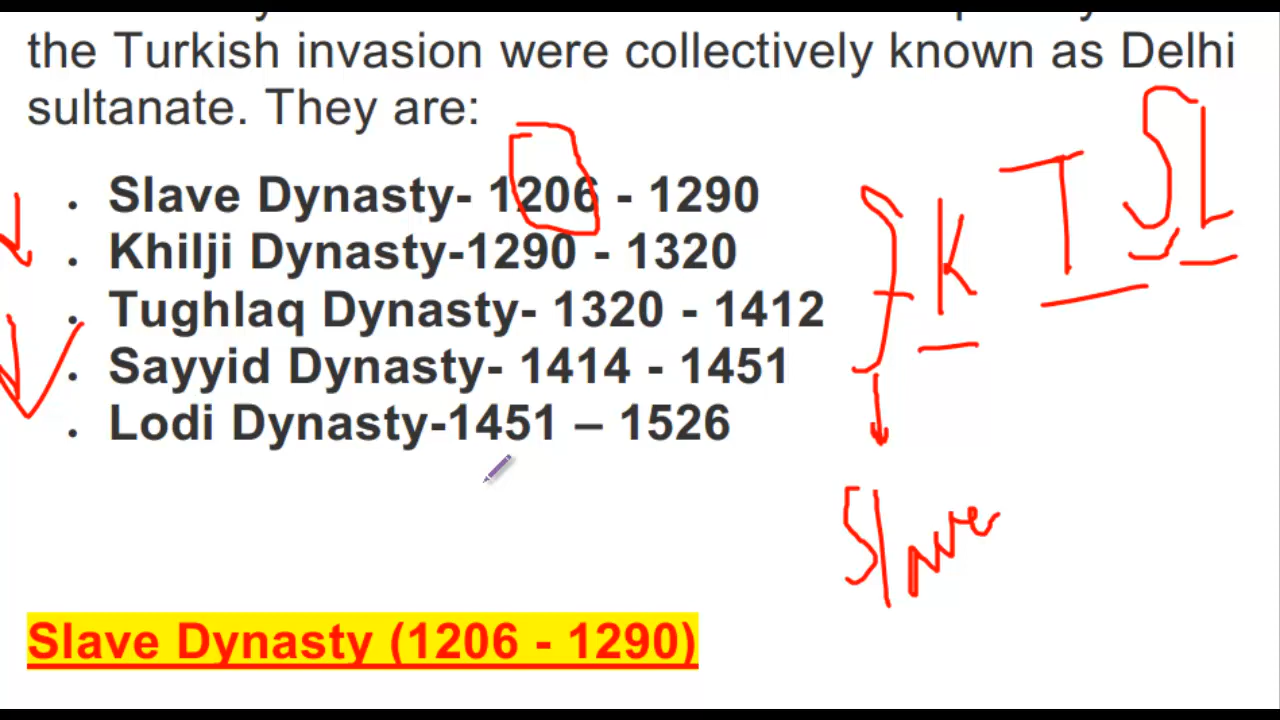 the Turkish invasion were collectively known as Delhi
sultanate. They are:
• Slave Dynasty- 1206 - 1290
• Khilji Dynasty-1290 - 1320
• Tughlaq Dynasty- 1320 - 1412
• Sayyid Dynasty- 1414 - 1451
• Lodi Dynasty-1451 – 1526
K T S L
Slave
Slave Dynasty (1206 - 1290)